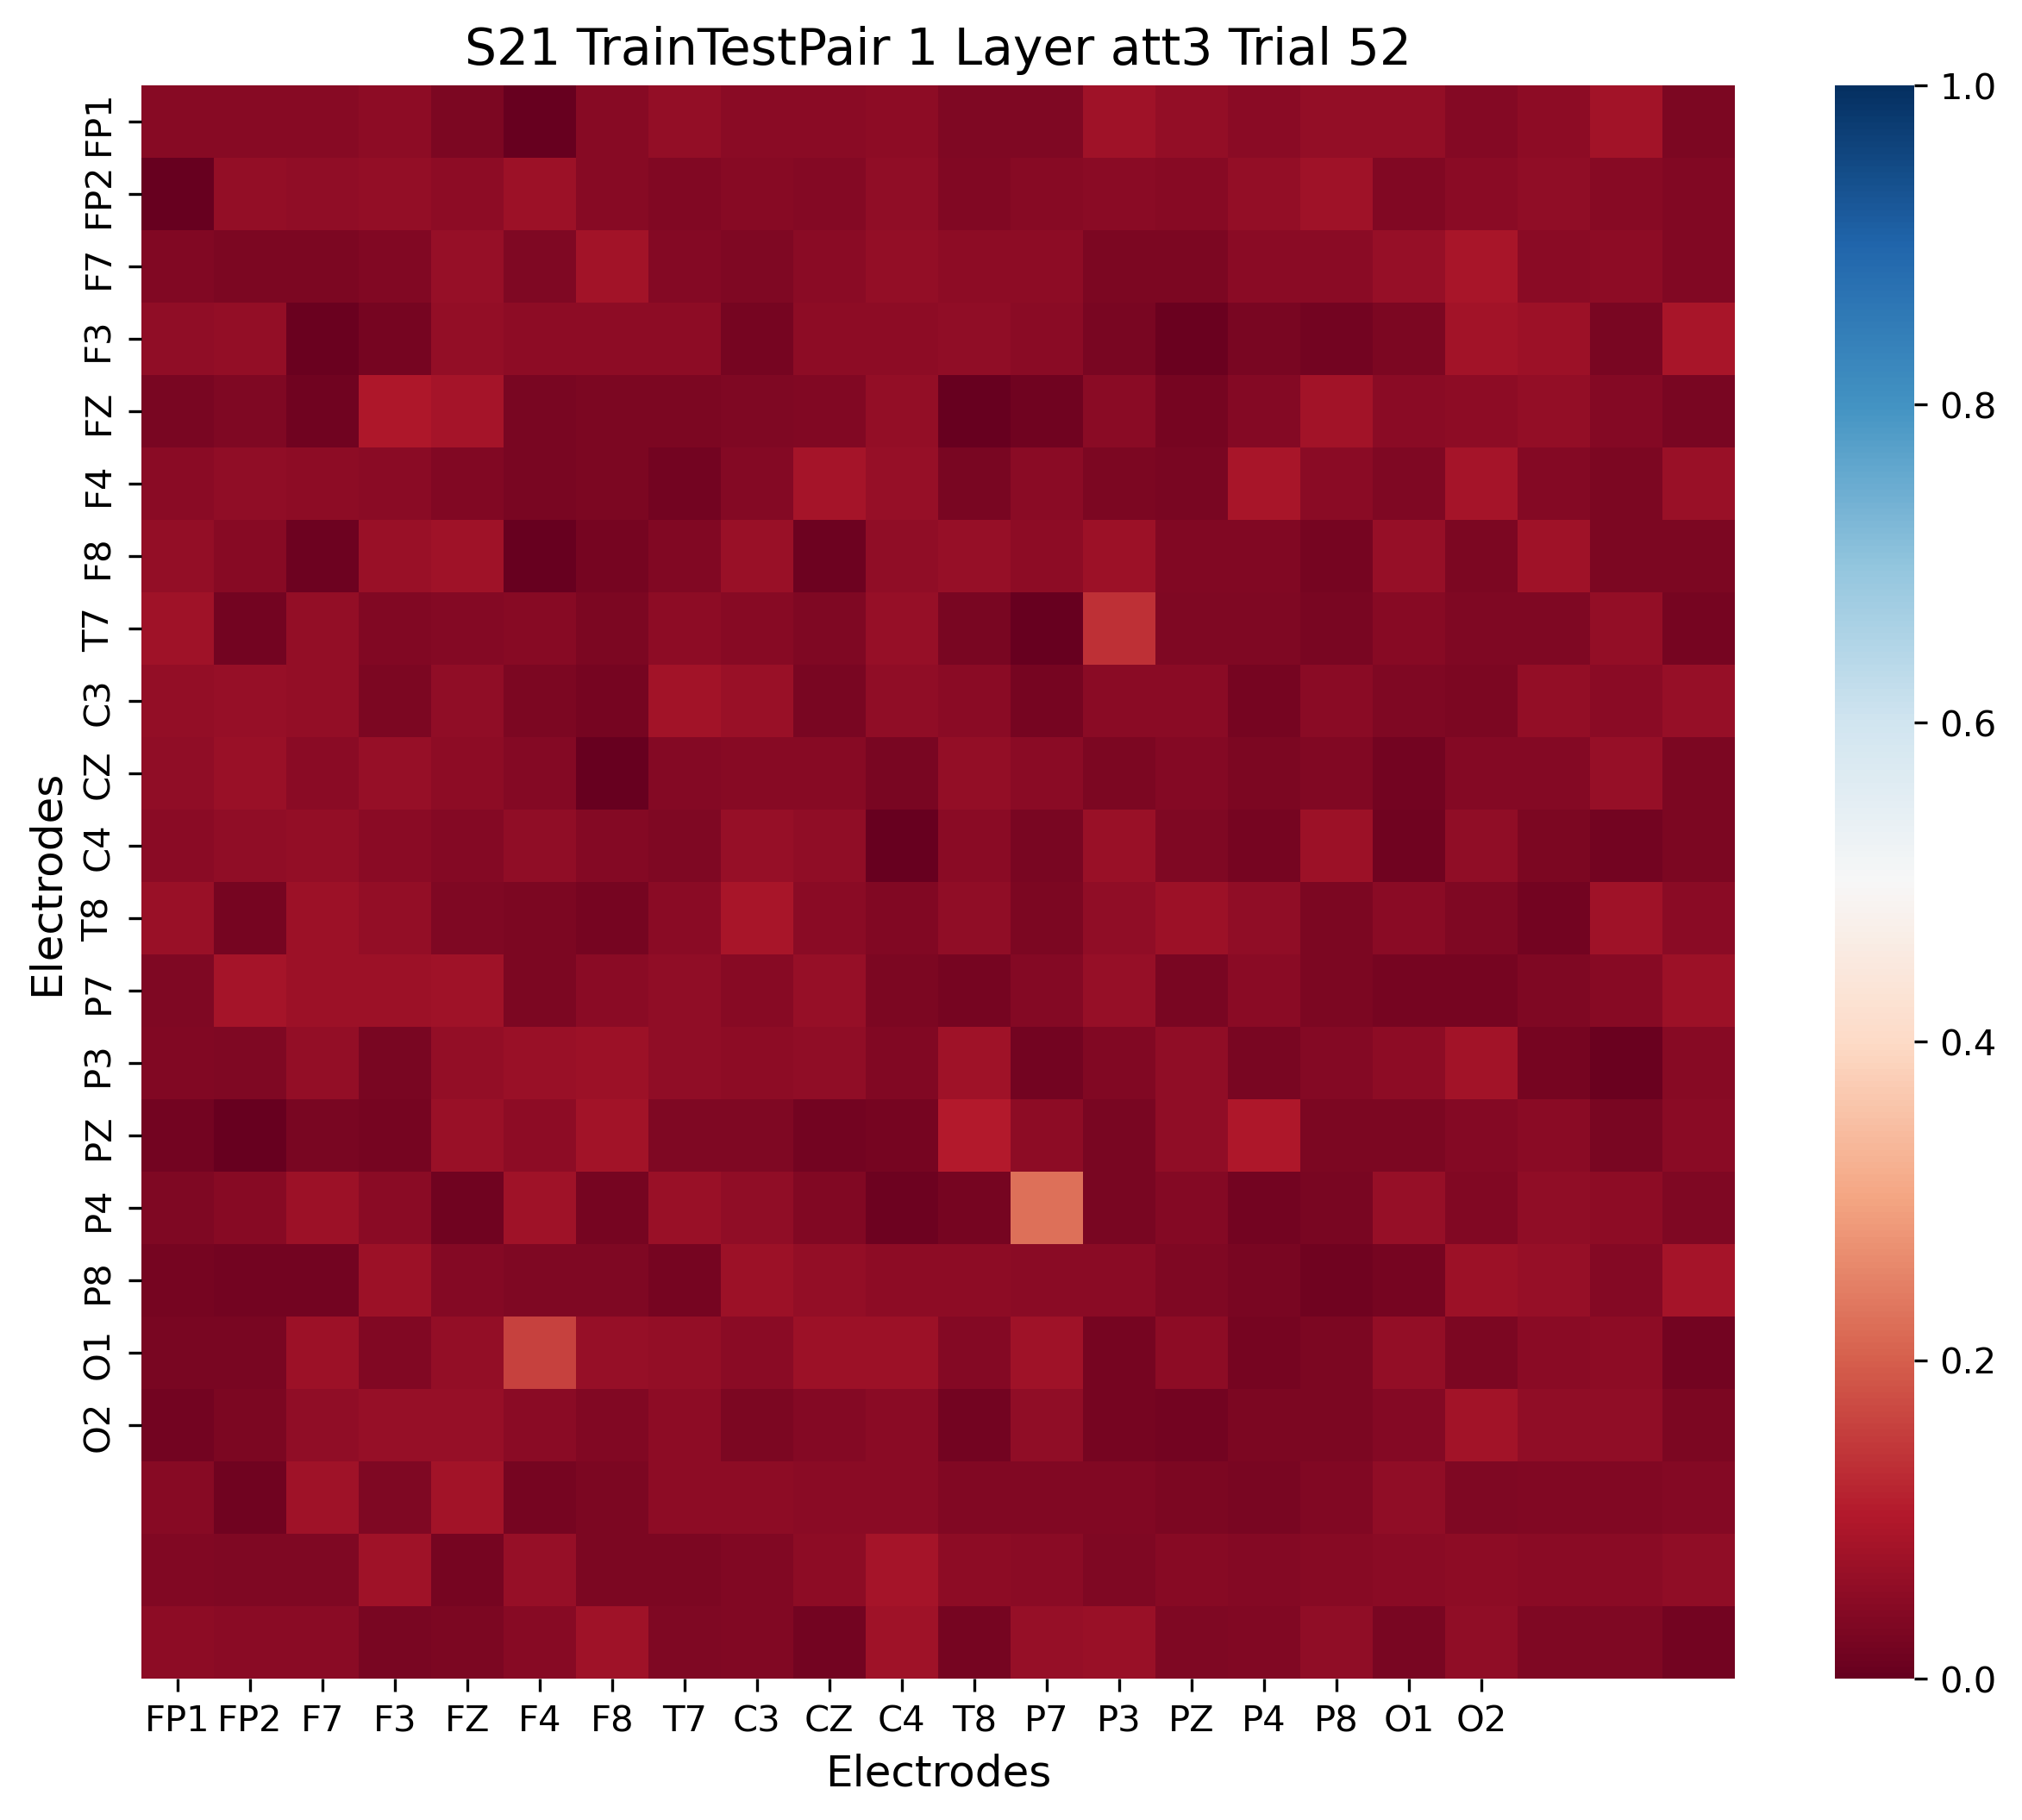 S21 TrainTestPair 1 Layer att3 Trial 52
Electrodes
FP1
FP2
F7
F3
FZ
F4
F8
T7
C3
CZ
C4
T8
P7
P3
PZ
P4
P8
O1
O2
FP1 FP2 F7 F3 FZ F4 F8 T7 C3 CZ C4 T8 P7 P3 PZ P4 P8 O1 O2
Electrodes
1.0
0.8
0.6
0.4
0.2
0.0